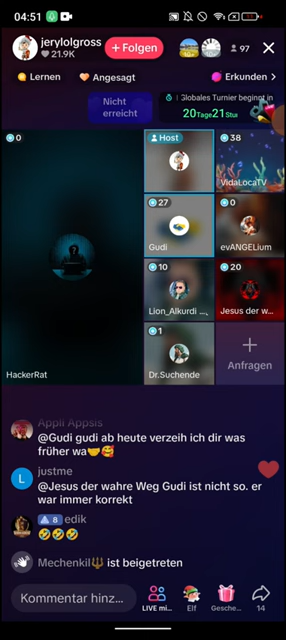 04:51
jerylolgross
21.9K
+ Folgen
97
Lernen
Angesagt
Erkunden >
Nicht
erreicht
Globales Turnier beginnt in
20Tage21Stu
0
Host
38
VidaLocaTV
27
Gudi
0
evANGELium
10
Lion_Alkurdi
20
Jesus der w...
HackerRat
1
Dr.Suchende
Anfragen
Appli Appsis
@Gudi gudi ab heute verzeih ich dir was
früher wa🤝🥰
L
justme
@Jesus der wahre Weg Gudi ist nicht so. er
war immer korrekt
8 edik
🤣🤣🤣
Mechenkil🔱 ist beigetreten
Kommentar hinz...
LIVE mi...
Elf
Gesche...
14